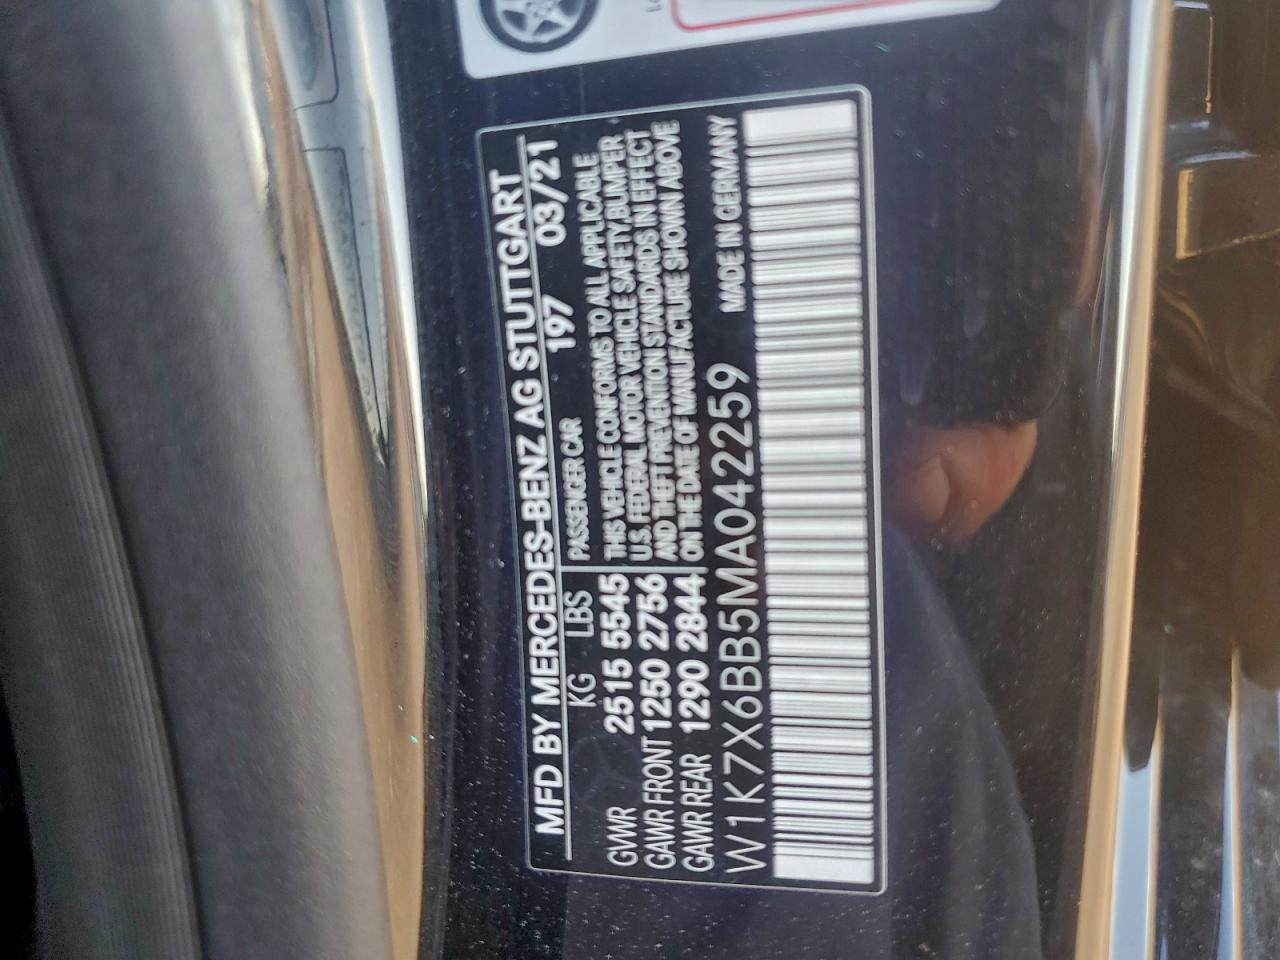 MFD BY MERCEDES-BENZ AG STUTTGART
KG LBS PASSENGER CAR 197 03/21
GVWR 2515 5545
GAWR FRONT 1250 2756
GAWR REAR 1290 2844
THIS VEHICLE CONFORMS TO ALL APPLICABLE
U.S. FEDERAL MOTOR VEHICLE SAFETY, BUMPER
AND THEFT PREVENTION STANDARDS IN EFFECT
ON THE DATE OF MANUFACTURE SHOWN ABOVE
W1K7X6BB5MA042259 MADE IN GERMANY